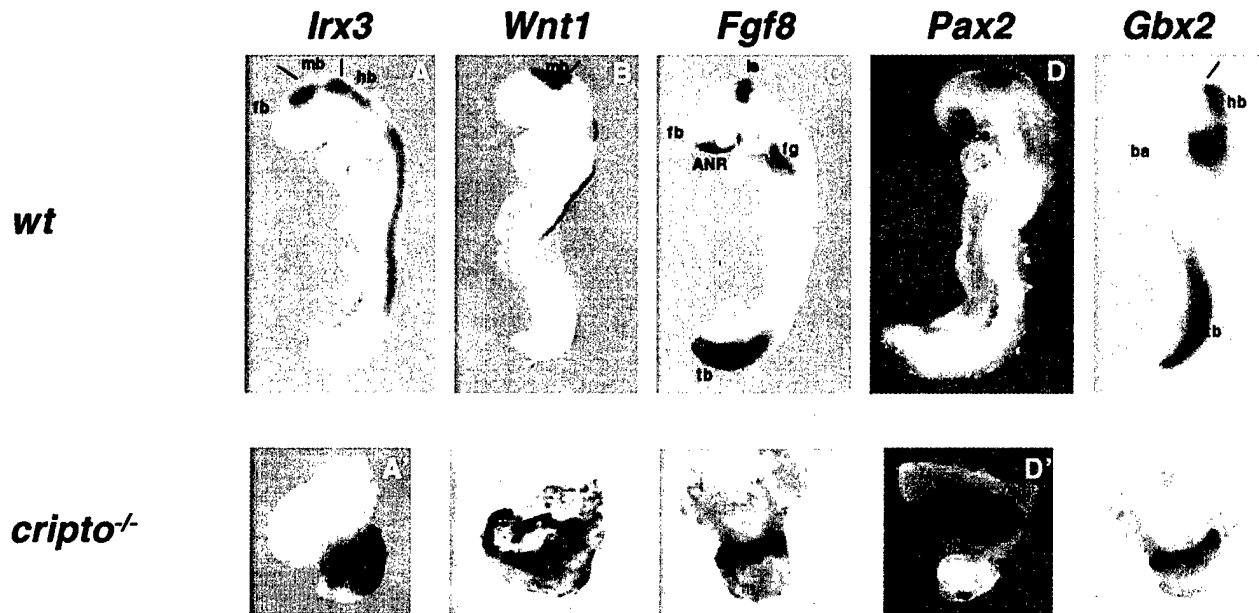 Irx3 Wnt1 Fgf8 Pax2 Gbx2
wt
mb hb fb A
mb B
is fb ANR fg tb C
D
hb ba tb
cripto-/-
A'
D'